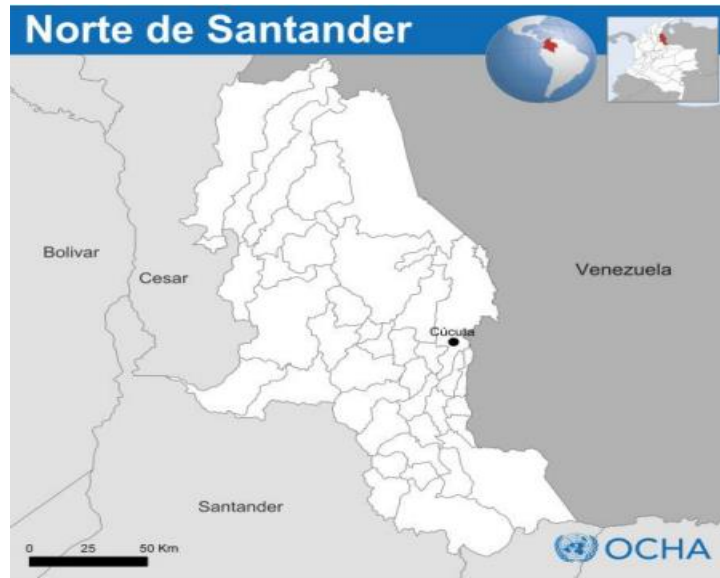 Norte de Santander
Bolivar
Cesar
Venezuela
Cúcuta
Santander
0 25 50 Km
OCHA